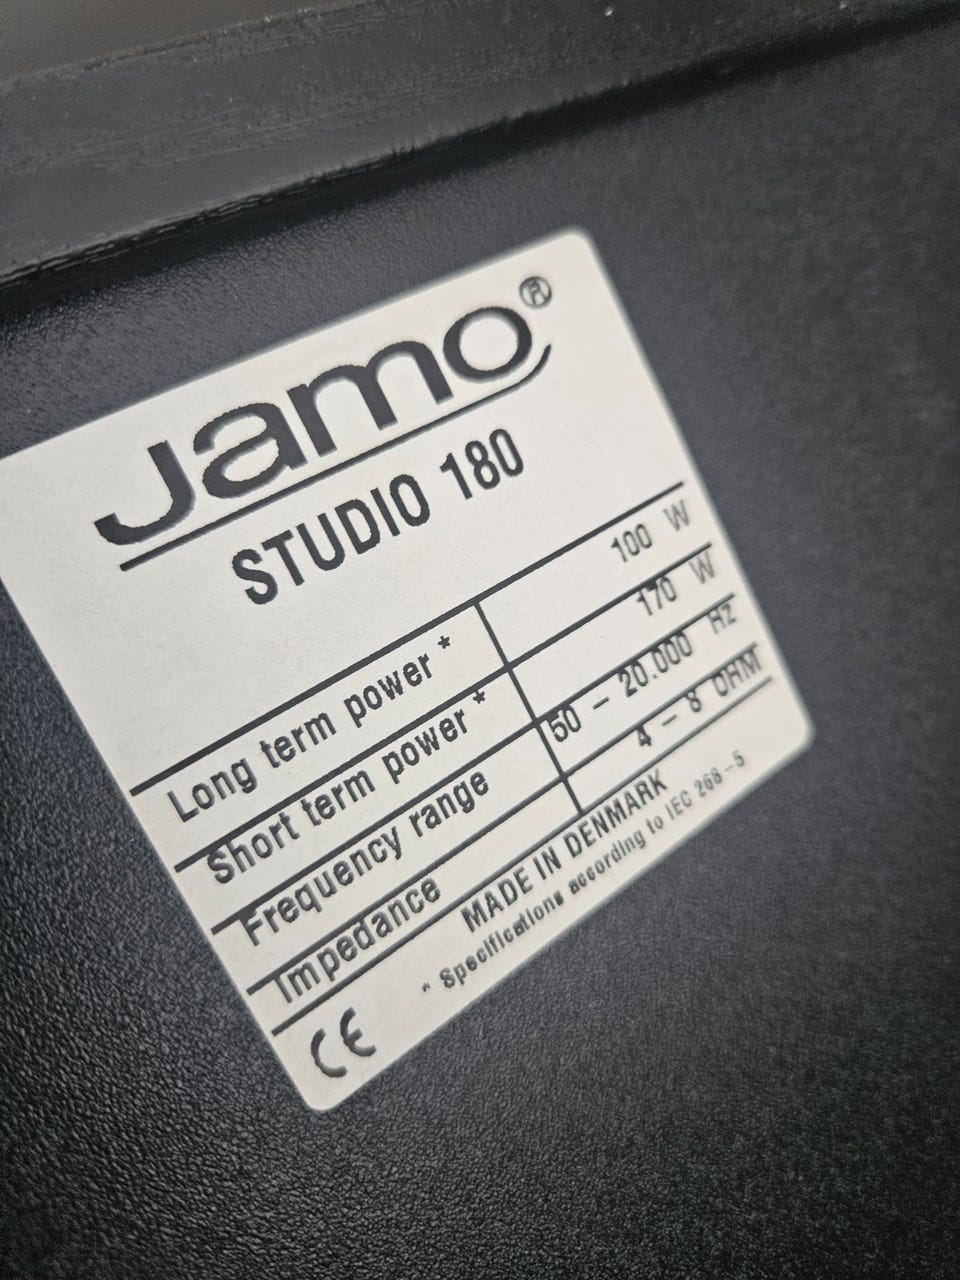 Jamo®
STUDIO 180
Long term power * 100 W
Short term power * 170 W
Frequency range 50 – 20.000 Hz
Impedance 4 – 8 OHM
MADE IN DENMARK
* Specifications according to IEC 268-5
CE